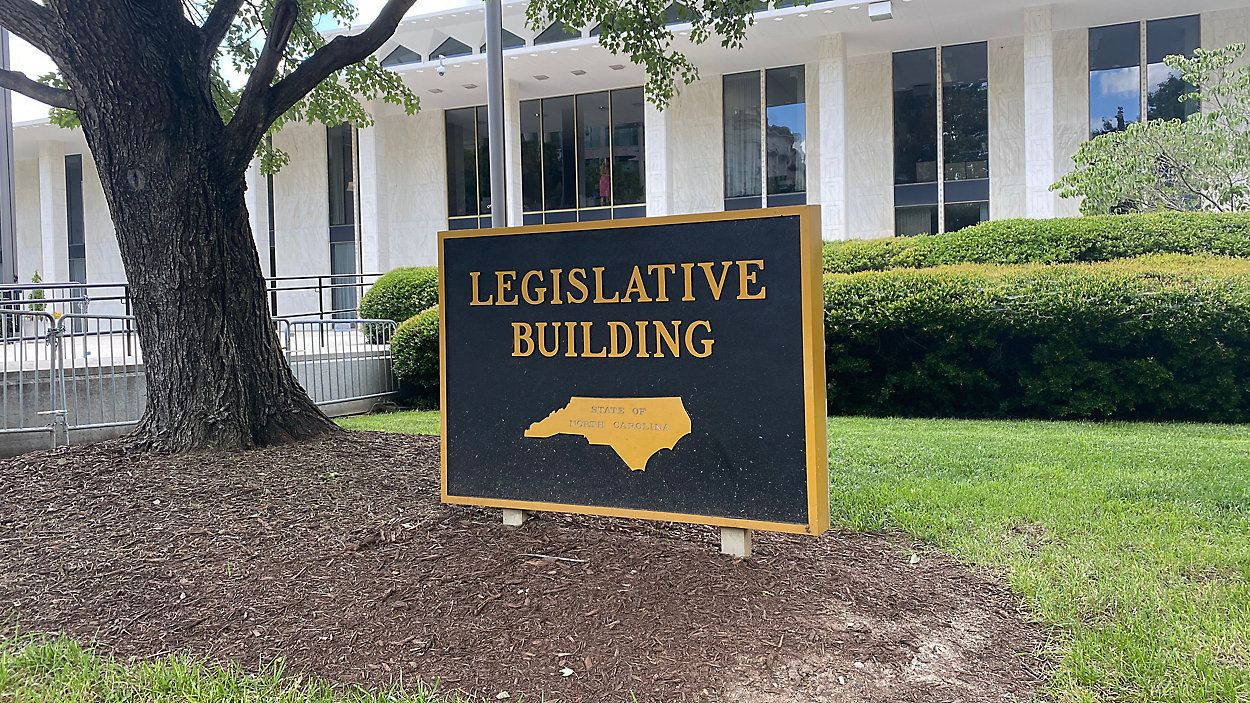 LEGISLATIVE
BUILDING
STATE OF
NORTH CAROLINA